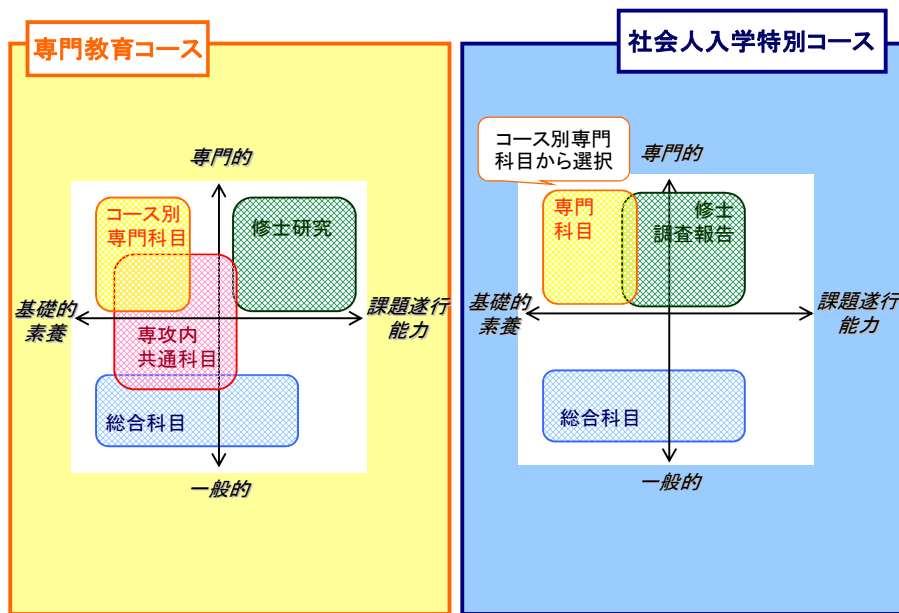 専門教育コース
専門的
コース別
専門科目
修士研究
基礎的
素養
課題遂行
能力
専攻内
共通科目
総合科目
一般的
社会人入学特別コース
コース別専門
科目から選択
専門的
専門
科目
修士
調査報告
基礎的
素養
課題遂行
能力
総合科目
一般的